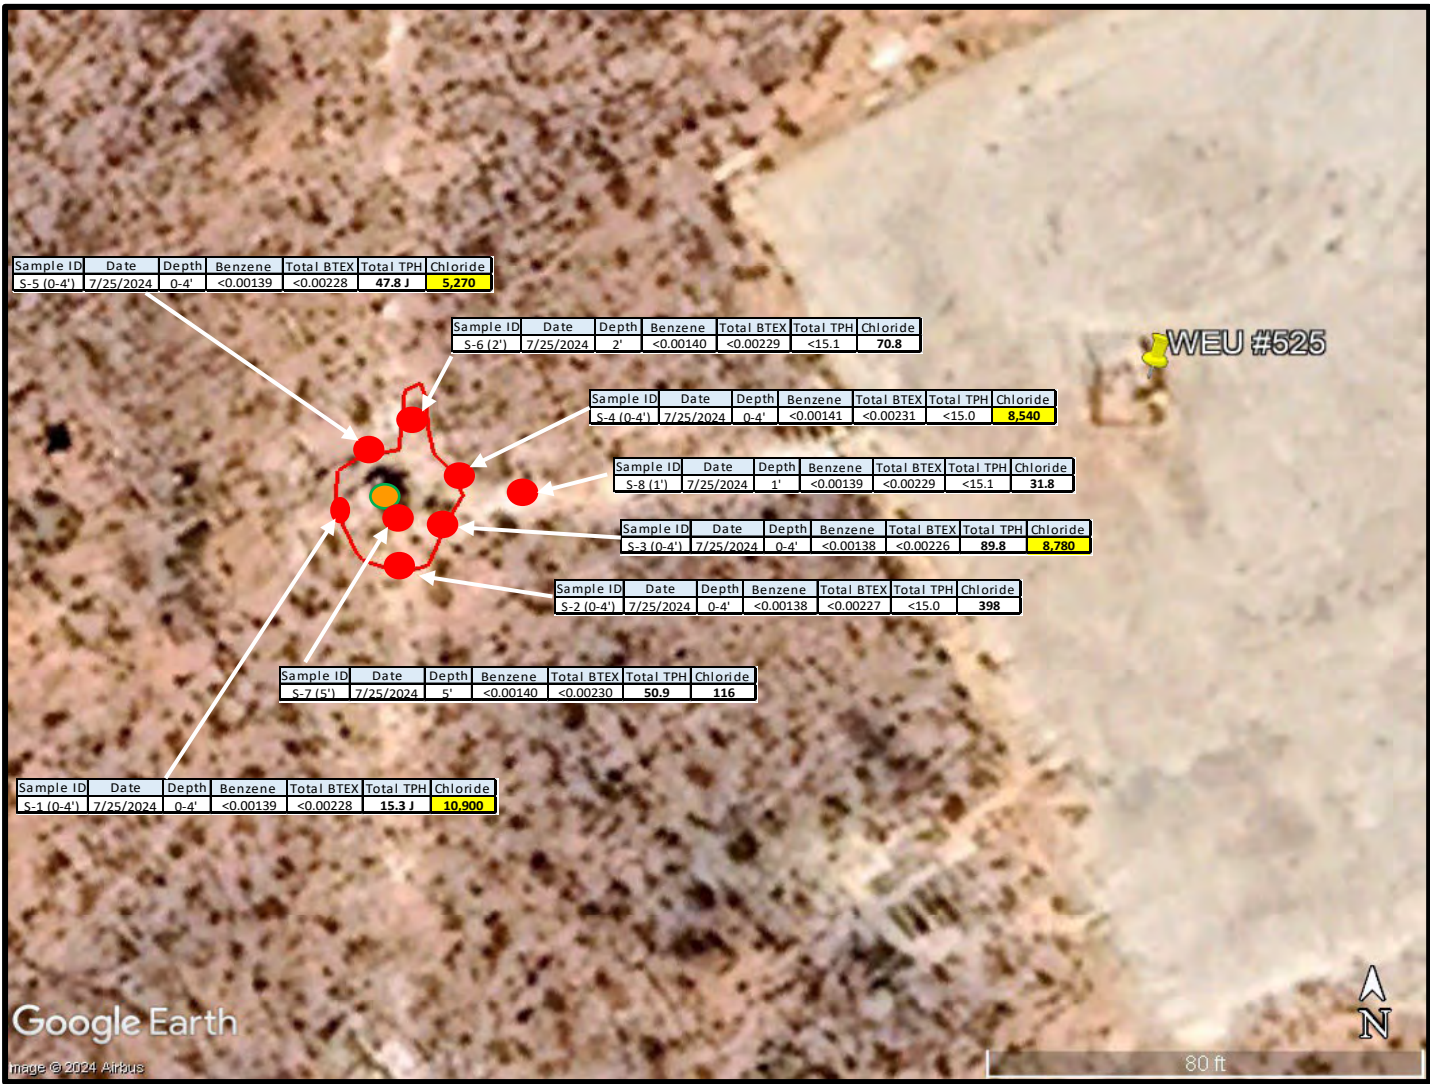 Sample ID Date Depth Benzene Total BTEX Total TPH Chloride
S-5 (0-4') 7/25/2024 0-4' <0.00139 <0.00228 47.8 J 5,270
Sample ID Date Depth Benzene Total BTEX Total TPH Chloride
S-6 (2') 7/25/2024 2' <0.00140 <0.00229 <15.1 70.8
WEU #525
Sample ID Date Depth Benzene Total BTEX Total TPH Chloride
S-4 (0-4') 7/25/2024 0-4' <0.00141 <0.00231 <15.0 8,540
Sample ID Date Depth Benzene Total BTEX Total TPH Chloride
S-8 (1') 7/25/2024 1' <0.00139 <0.00229 <15.1 31.8
Sample ID Date Depth Benzene Total BTEX Total TPH Chloride
S-3 (0-4') 7/25/2024 0-4' <0.00138 <0.00226 89.8 8,780
Sample ID Date Depth Benzene Total BTEX Total TPH Chloride
S-2 (0-4') 7/25/2024 0-4' <0.00138 <0.00227 <15.0 398
Sample ID Date Depth Benzene Total BTEX Total TPH Chloride
S-7 (5') 7/25/2024 5' <0.00140 <0.00230 50.9 116
Sample ID Date Depth Benzene Total BTEX Total TPH Chloride
S-1 (0-4') 7/25/2024 0-4' <0.00139 <0.00228 15.3 J 10,900
Google Earth
mage © 2024 Airbus
N
80 ft